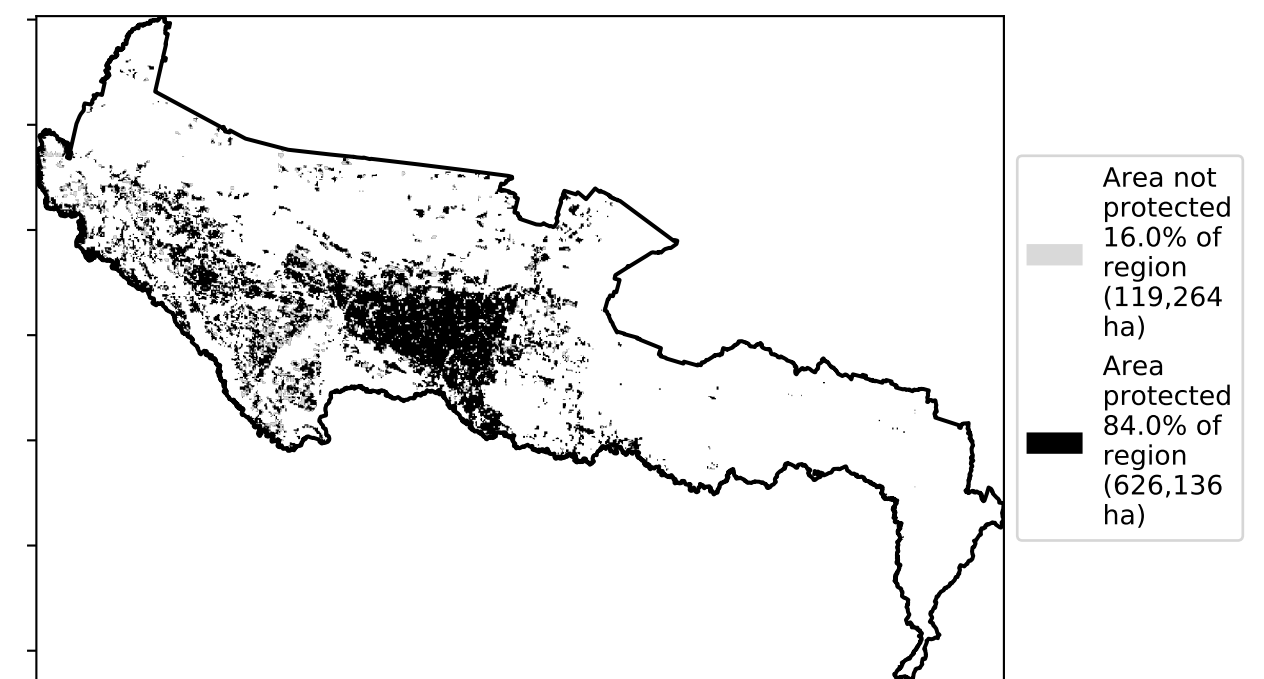 Area not
protected
16.0% of
region
(119,264
ha)
Area
protected
84.0% of
region
(626,136
ha)